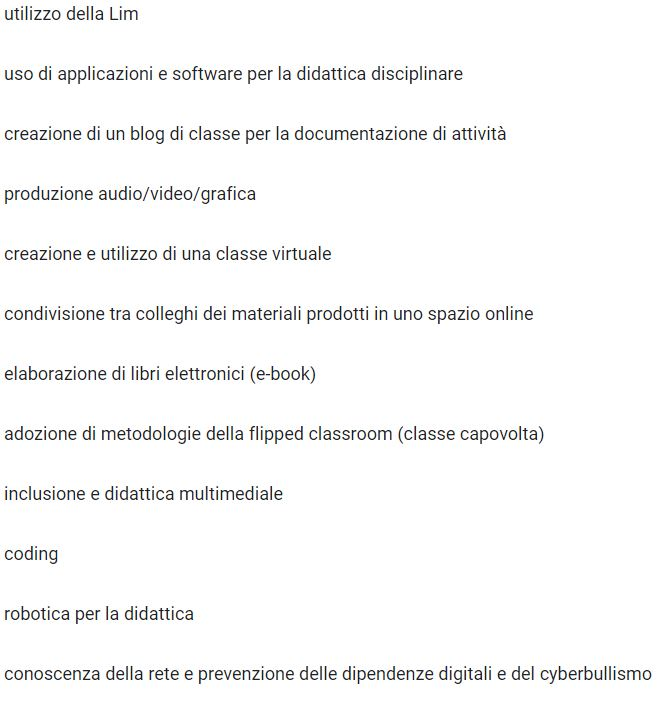 utilizzo della Lim
uso di applicazioni e software per la didattica disciplinare
creazione di un blog di classe per la documentazione di attività
produzione audio/video/grafica
creazione e utilizzo di una classe virtuale
condivisione tra colleghi dei materiali prodotti in uno spazio online
elaborazione di libri elettronici (e-book)
adozione di metodologie della flipped classroom (classe capovolta)
inclusione e didattica multimediale
coding
robotica per la didattica
conoscenza della rete e prevenzione delle dipendenze digitali e del cyberbullismo